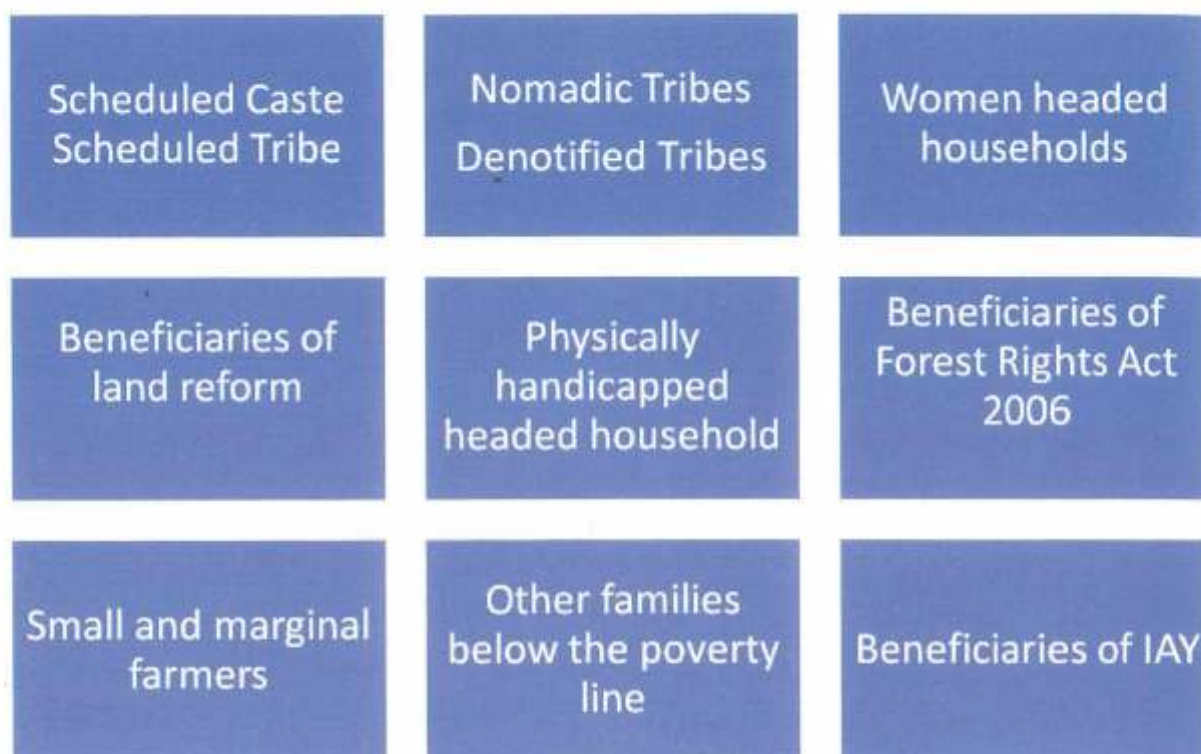 Scheduled Caste
Scheduled Tribe
Nomadic Tribes
Denotified Tribes
Women headed
households
Beneficiaries of
land reform
Physically
handicapped
headed household
Beneficiaries of
Forest Rights Act
2006
Small and marginal
farmers
Other families
below the poverty
line
Beneficiaries of IAY